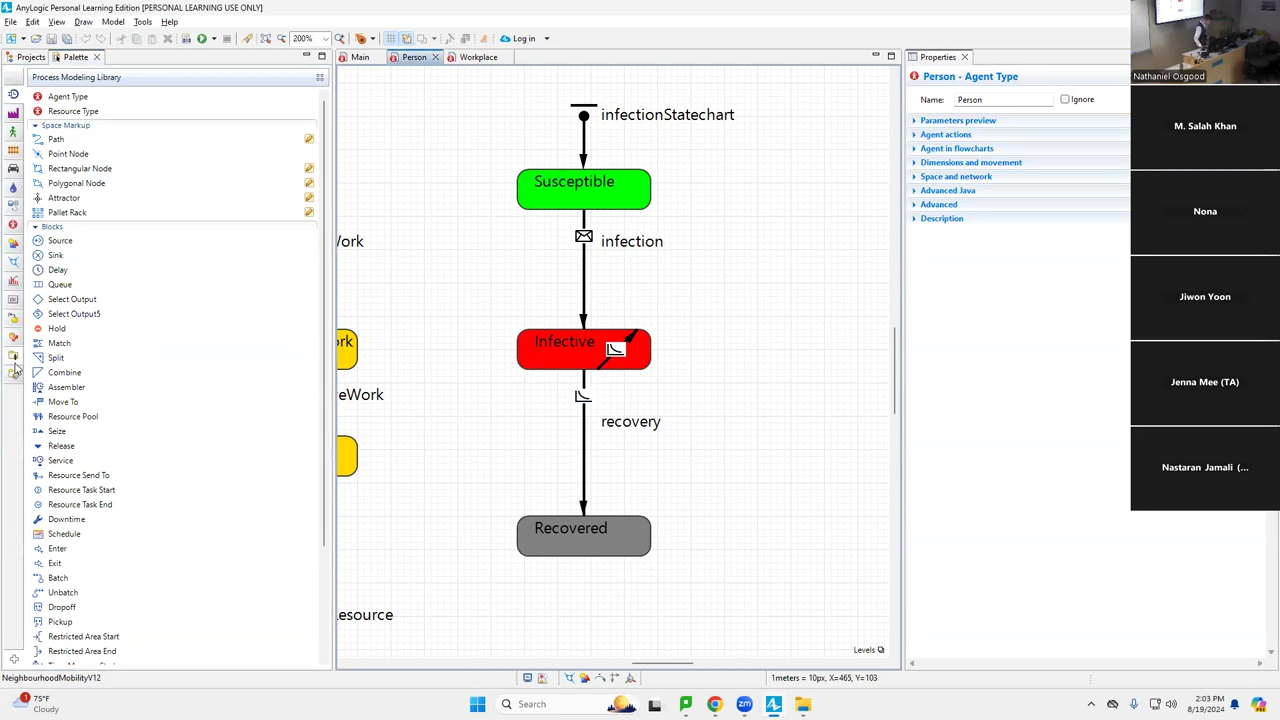 AnyLogic Personal Learning Edition [PERSONAL LEARNING USE ONLY]
File Edit View Draw Model Tools Help
200% Log in
Projects Palette
Main Person Workplace
Properties
Process Modeling Library
Agent Type
Resource Type
Space Markup
Path
Point Node
Rectangular Node
Polygonal Node
Attractor
Pallet Rack
Blocks
Source
Sink
Delay
Queue
Select Output
Select Output5
Hold
Match
Split
Combine
Assembler
Move To
Resource Pool
Seize
Release
Service
Resource Send To
Resource Task Start
Resource Task End
Downtime
Schedule
Enter
Exit
Batch
Unbatch
Dropoff
Pickup
Restricted Area Start
Restricted Area End
infectionStatechart
Susceptible
Work
infection
Infective
rk
eWork
recovery
Recovered
esource
Levels
Person - Agent Type
Name: Person Ignore
Parameters preview
Agent actions
Agent in flowcharts
Dimensions and movement
Space and network
Advanced Java
Advanced
Description
Nathaniel Osgood
M. Salah Khan
Nona
Jiwon Yoon
Jenna Mee (TA)
Nastaran Jamali (...
NeighbourhoodMobilityV12
1meters = 10px, X=465, Y=103
1
75°F
Cloudy
Search
2:03 PM
8/19/2024